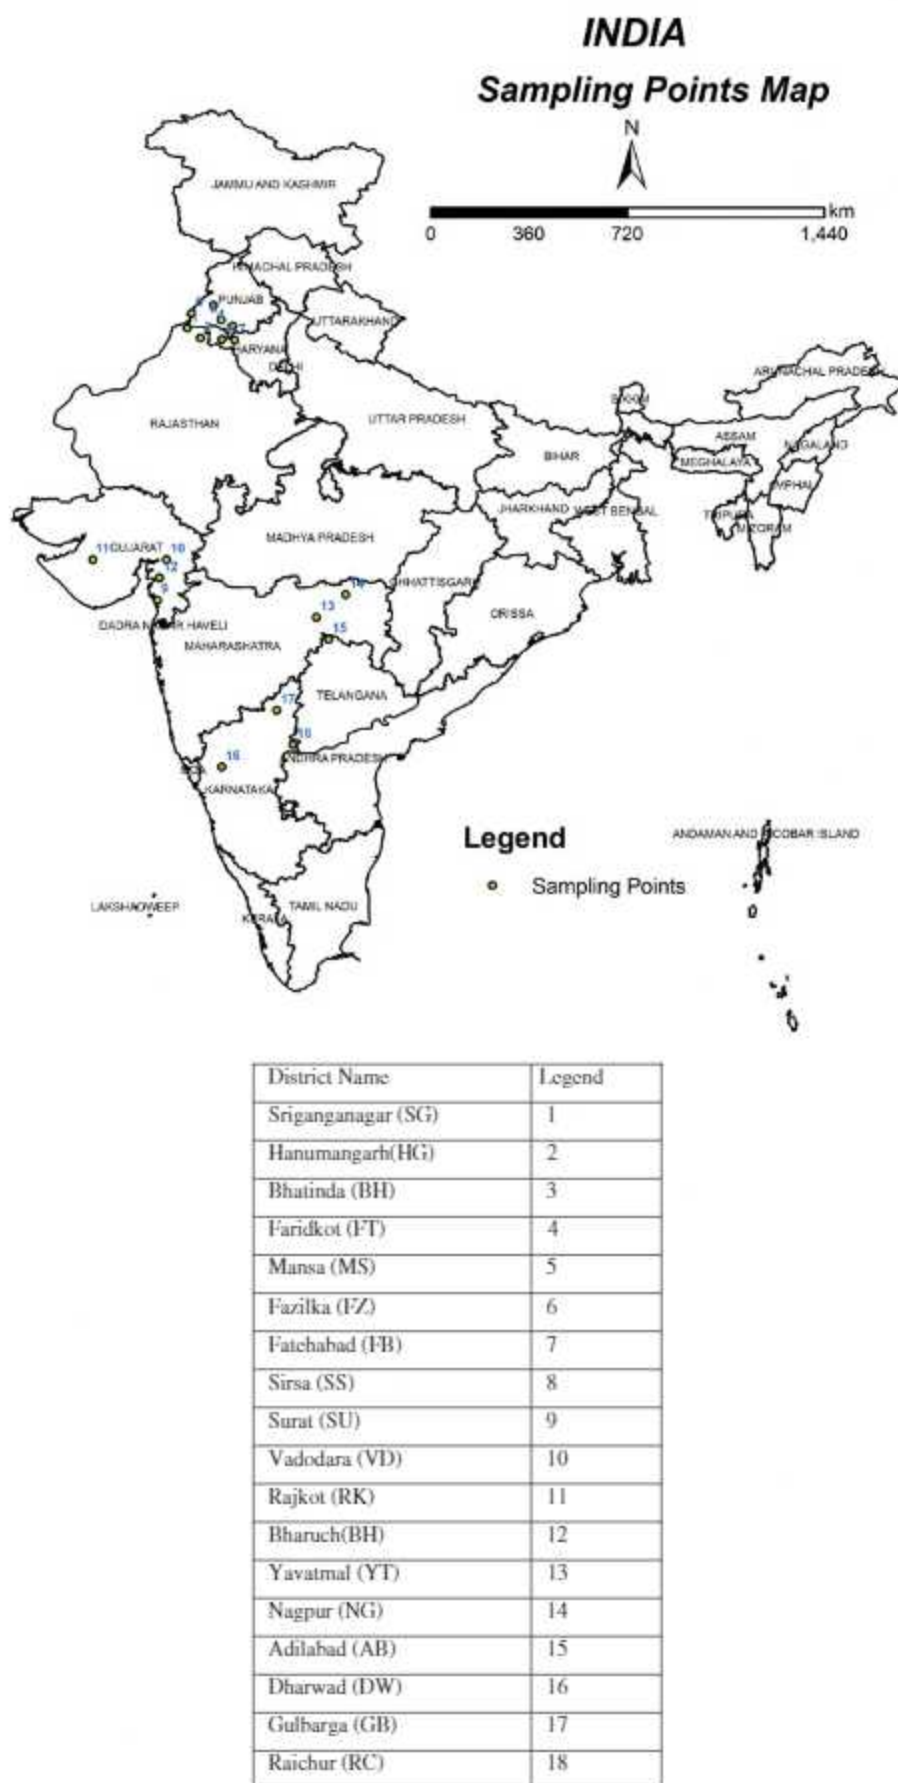 INDIA
Sampling Points Map
N
km
0 360 720 1,440
JAMMU AND KASHMIR
HIMACHAL PRADESH
PUNJAB
UTTARAKHAND
HARYANA
DELHI
ARUNACHAL PRADESH
SIKKIM
RAJASTHAN
UTTAR PRADESH
ASSAM
NAGALAND
BIHAR
MEGHALAYA
JHARKHAND
WEST BENGAL
TRIPURA
MIZORAM
11
GUJARAT
10
MADHYA PRADESH
12
CHHATTISGARH
9
14
13
ORISSA
DADRA NAGAR HAVELI
15
MAHARASHATRA
TELANGANA
17
18
16
ANDHRA PRADESH
GOA
KARNATAKA
Legend
ANDAMAN AND NICOBAR ISLAND
Sampling Points
LAKSHADWEEP
TAMIL NADU
KERALA
District Name Legend
Sriganganagar (SG) 1
Hanumangarh(HG) 2
Bhatinda (BH) 3
Faridkot (FT) 4
Mansa (MS) 5
Fazilka (FZ) 6
Fatehabad (FB) 7
Sirsa (SS) 8
Surat (SU) 9
Vadodara (VD) 10
Rajkot (RK) 11
Bharuch(BH) 12
Yavatmal (YT) 13
Nagpur (NG) 14
Adilabad (AB) 15
Dharwad (DW) 16
Gulbarga (GB) 17
Raichur (RC) 18